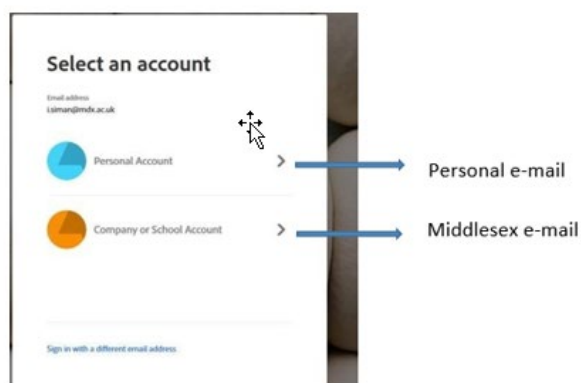 Select an account
Email address
i.siman@mdx.ac.uk
Personal Account
Personal e-mail
Company or School Account
Middlesex e-mail
Sign in with a different email address